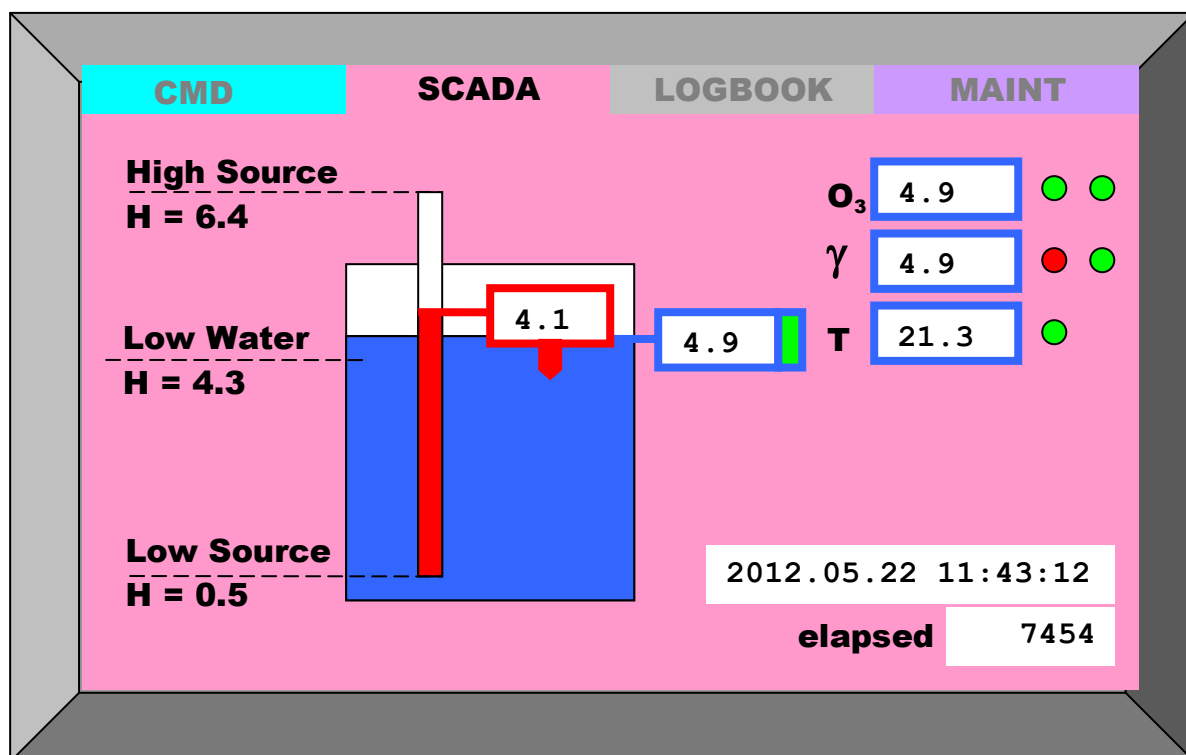 CMD SCADA LOGBOOK MAINT
High Source
H = 6.4
O₃ 4.9
γ 4.9
4.1
Low Water
H = 4.3
4.9
T 21.3
Low Source
H = 0.5
2012.05.22 11:43:12
elapsed 7454